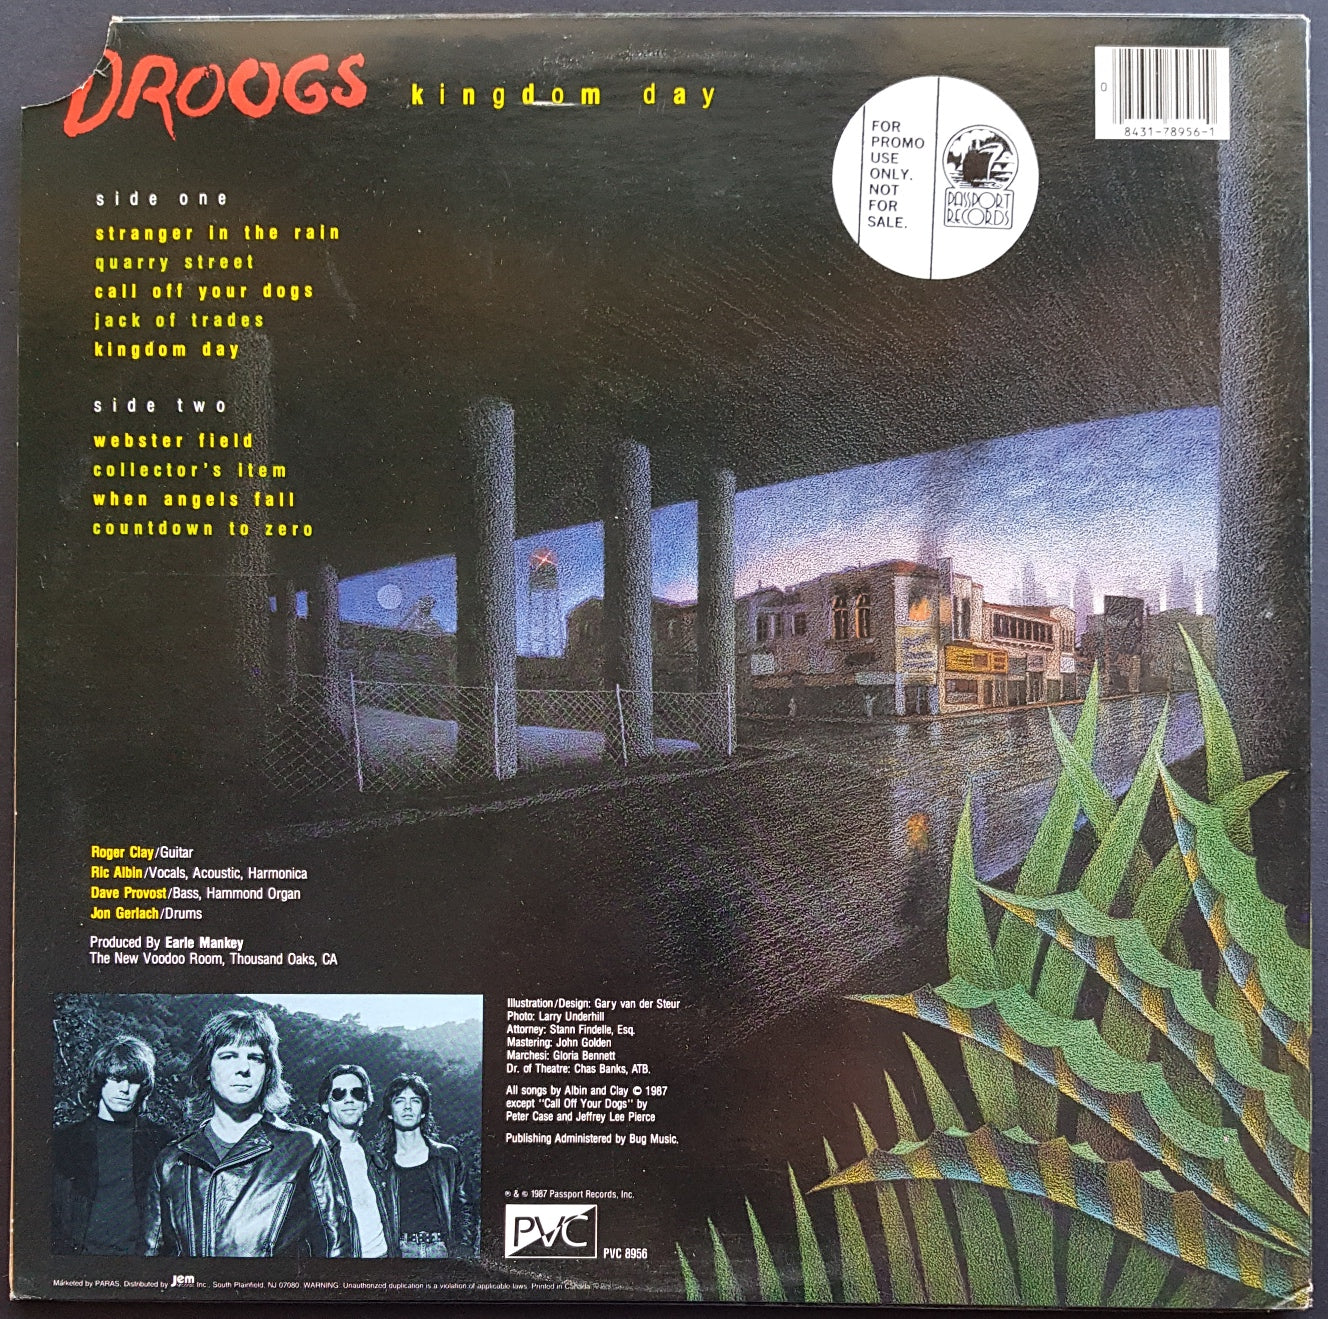 DROOGS kingdom day
0
8431-78956-1
FOR
PROMO
USE
ONLY.
NOT
FOR
SALE.
PASSPORT
RECORDS
side one
stranger in the rain
quarry street
call off your dogs
jack of trades
kingdom day
side two
webster field
collector's item
when angels fall
countdown to zero
Roger Clay/Guitar
Ric Albin/Vocals, Acoustic, Harmonica
Dave Provost/Bass, Hammond Organ
Jon Gerlach/Drums
Produced By Earle Mankey
The New Voodoo Room, Thousand Oaks, CA
Illustration/Design: Gary van der Steur
Photo: Larry Underhill
Attorney: Stann Findelle, Esq.
Mastering: John Golden
Marchesi: Gloria Bennett
Dr. of Theatre: Chas Banks, ATB.
All songs by Albin and Clay © 1987
except "Call Off Your Dogs" by
Peter Case and Jeffrey Lee Pierce
Publishing Administered by Bug Music.
℗ & © 1987 Passport Records, Inc.
PVC
PVC 8956
Marketed by PARAS. Distributed by Jem Records, Inc., South Plainfield, NJ 07080. WARNING: Unauthorized duplication is a violation of applicable laws. Printed in Canada.